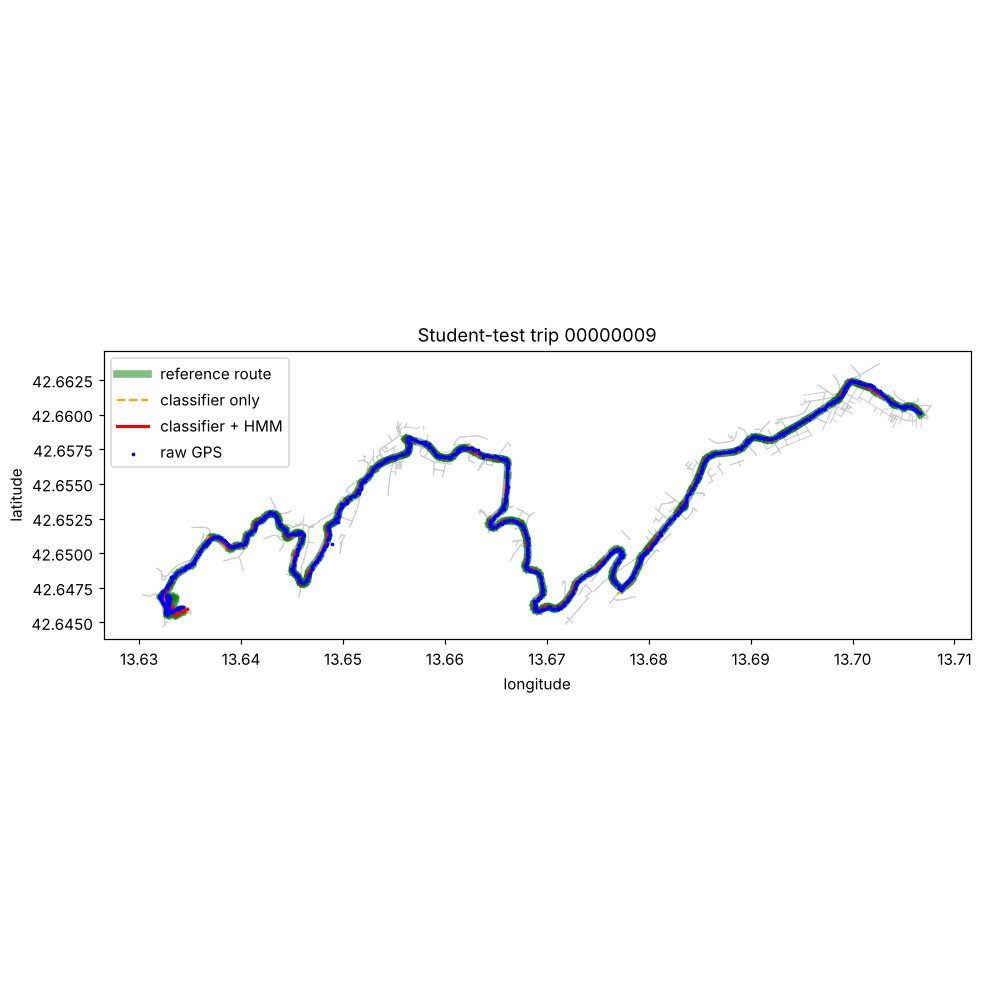 Student-test trip 00000009
reference route
classifier only
classifier + HMM
raw GPS
42.6625
42.6600
42.6575
42.6550
42.6525
42.6500
42.6475
42.6450
latitude
13.63 13.64 13.65 13.66 13.67 13.68 13.69 13.70 13.71
longitude